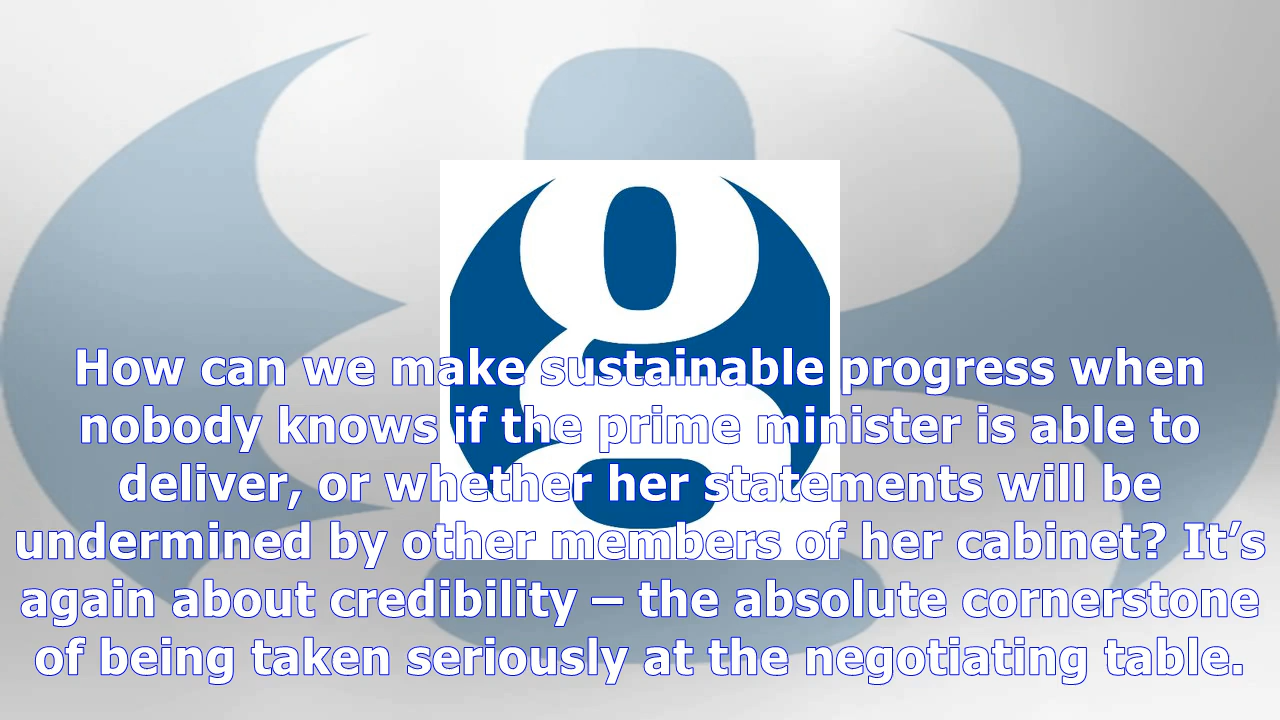 How can we make sustainable progress when
nobody knows if the prime minister is able to
deliver, or whether her statements will be
undermined by other members of her cabinet? It’s
again about credibility – the absolute cornerstone
of being taken seriously at the negotiating table.